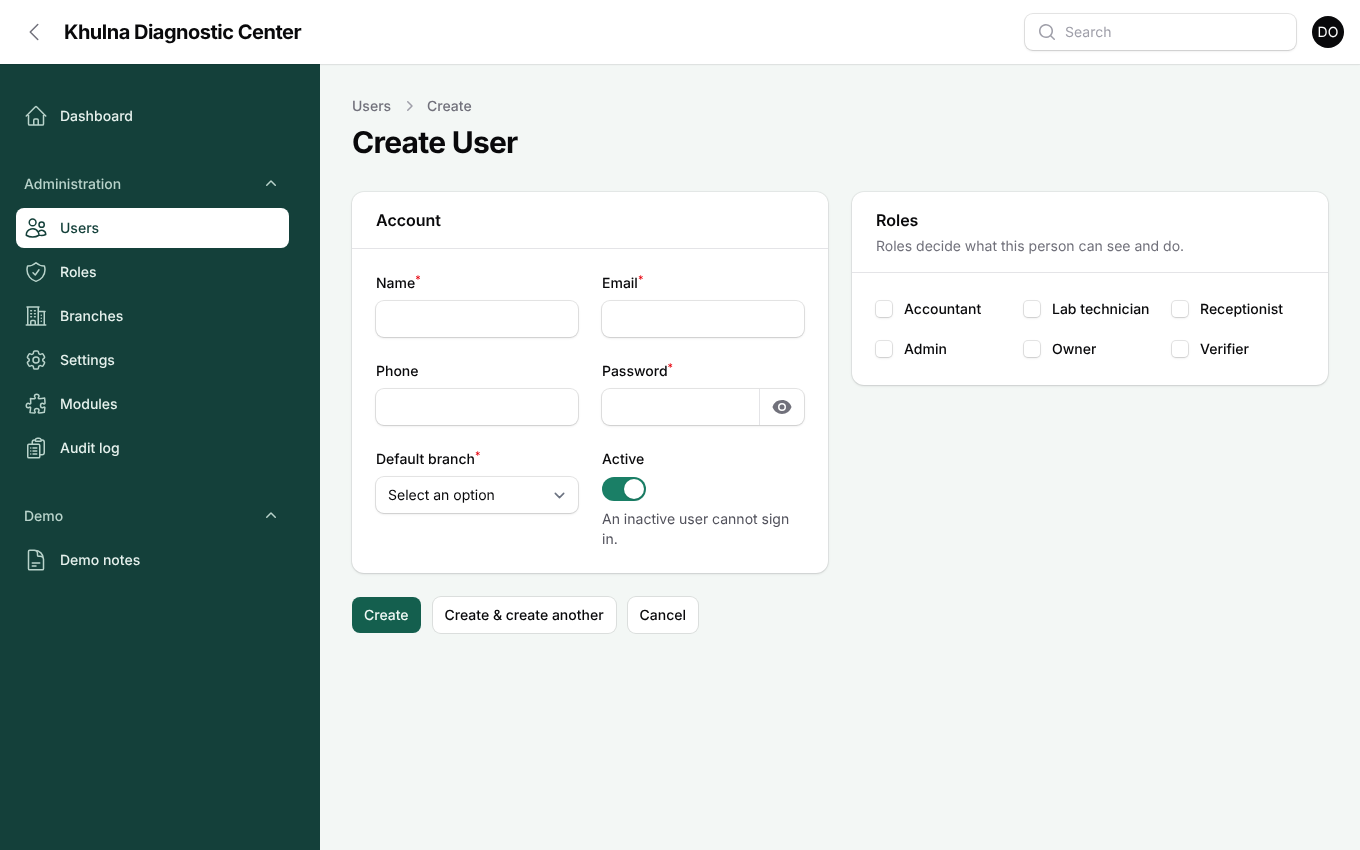 Khulna Diagnostic Center
Search
DO
Dashboard
Administration
Users
Roles
Branches
Settings
Modules
Audit log
Demo
Demo notes
Users > Create
Create User
Account
Name*
Email*
Phone
Password*
Default branch*
Select an option
Active
An inactive user cannot sign
in.
Roles
Roles decide what this person can see and do.
Accountant
Lab technician
Receptionist
Admin
Owner
Verifier
Create
Create & create another
Cancel